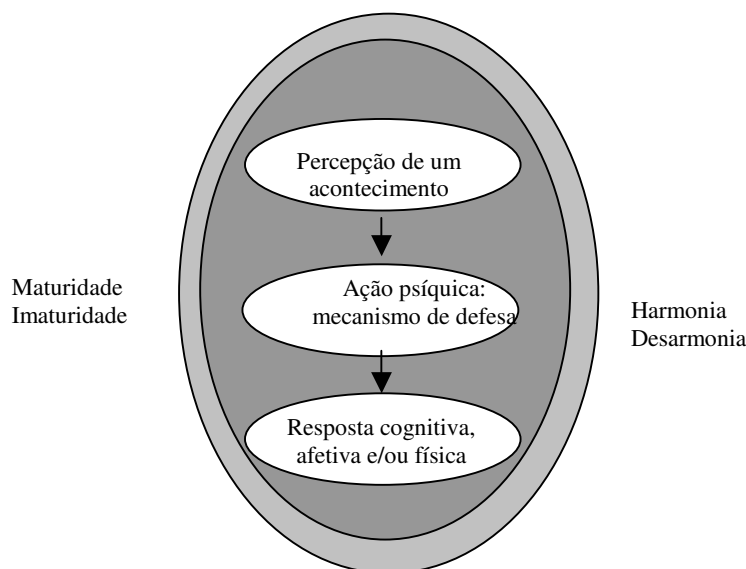 Percepção de um
acontecimento
Maturidade
Imaturidade
Ação psíquica:
mecanismo de defesa
Harmonia
Desarmonia
Resposta cognitiva,
afetiva e/ou física